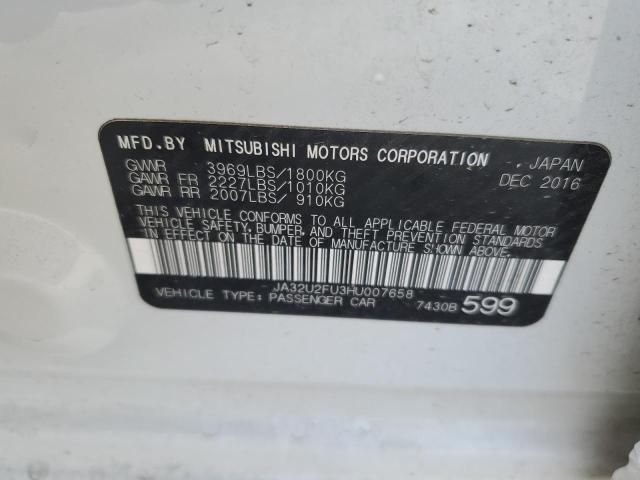 MFD.BY MITSUBISHI MOTORS CORPORATION JAPAN
GVWR 3969LBS/1800KG DEC 2016
GAWR FR 2227LBS/1010KG
GAWR RR 2007LBS/ 910KG
THIS VEHICLE CONFORMS TO ALL APPLICABLE FEDERAL MOTOR
VEHICLE SAFETY,BUMPER,AND THEFT PREVENTION STANDARDS
IN EFFECT ON THE DATE OF MANUFACTURE SHOWN ABOVE.
JA32U2FU3HU007658
VEHICLE TYPE: PASSENGER CAR 7430B 599